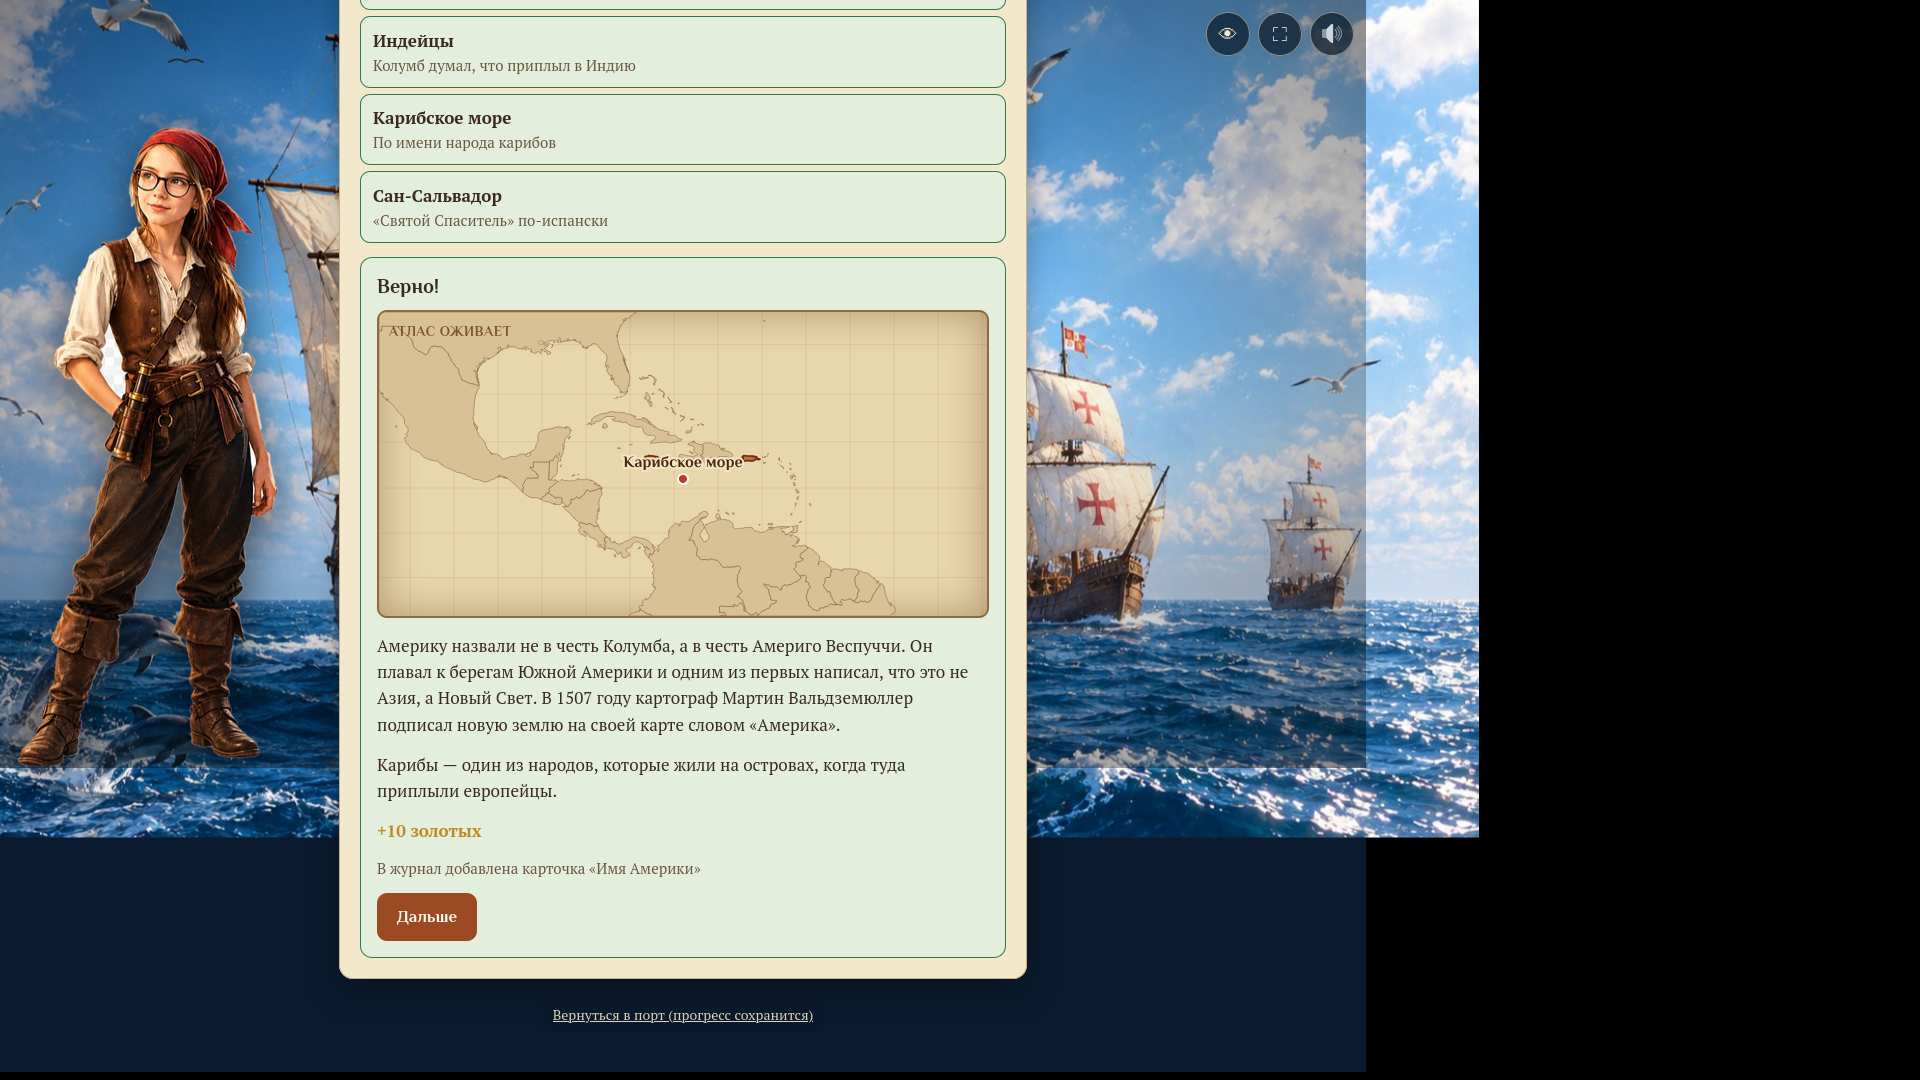 Индейцы
Колумб думал, что приплыл в Индию
Карибское море
По имени народа карибов
Сан-Сальвадор
«Святой Спаситель» по-испански
Верно!
АТЛАС ОЖИВАЕТ
Карибское море
Америку назвали не в честь Колумба, а в честь Америго Веспуччи. Он
плавал к берегам Южной Америки и одним из первых написал, что это не
Азия, а Новый Свет. В 1507 году картограф Мартин Вальдземюллер
подписал новую землю на своей карте словом «Америка».
Карибы — один из народов, которые жили на островах, когда туда
приплыли европейцы.
+10 золотых
В журнал добавлена карточка «Имя Америки»
Дальше
Вернуться в порт (прогресс сохранится)